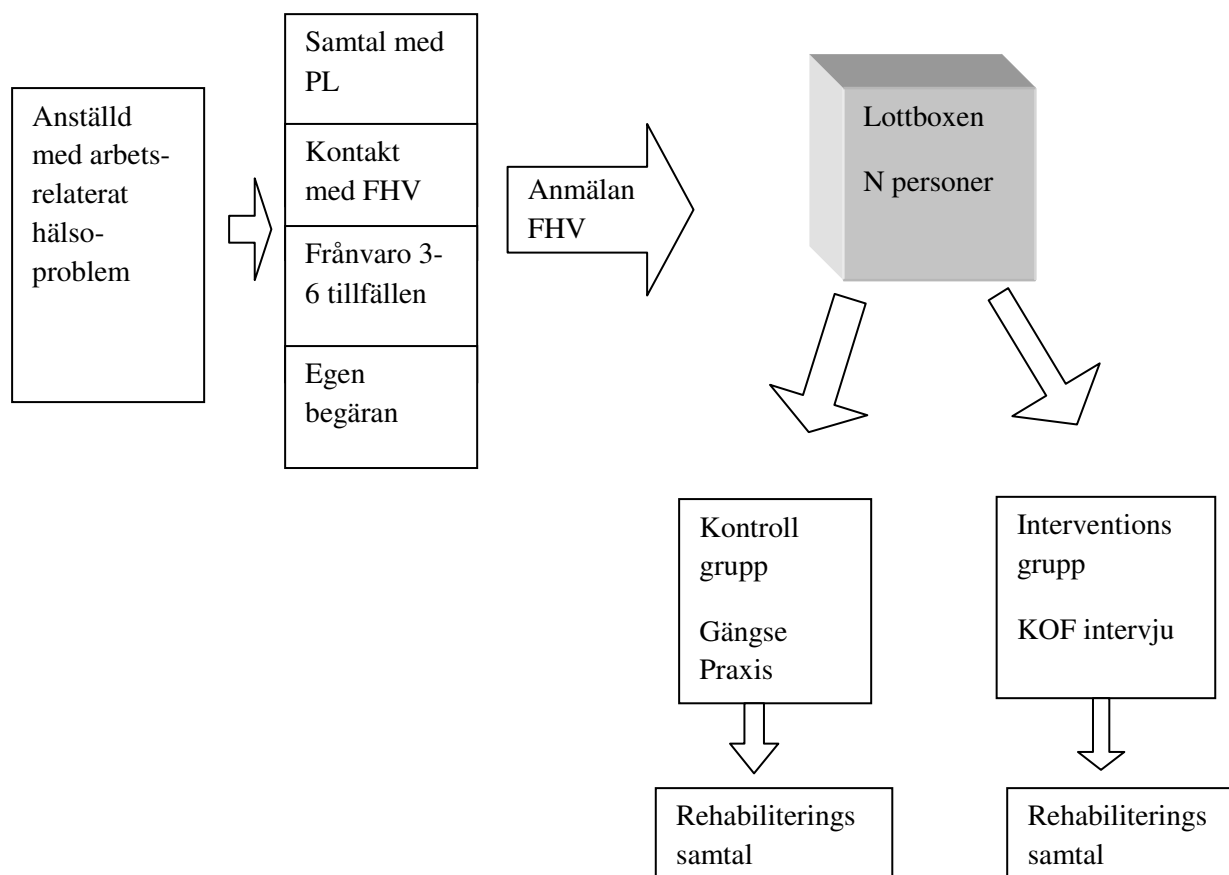 Anställd
med arbets-
relaterat
hälso-
problem
Samtal med
PL
Kontakt
med FHV
Frånvaro 3-
6 tillfällen
Egen
begäran
Anmälan
FHV
Lottboxen
N personer
Kontroll
grupp
Gängse
Praxis
Interventions
grupp
KOF intervju
Rehabiliterings
samtal
Rehabiliterings
samtal